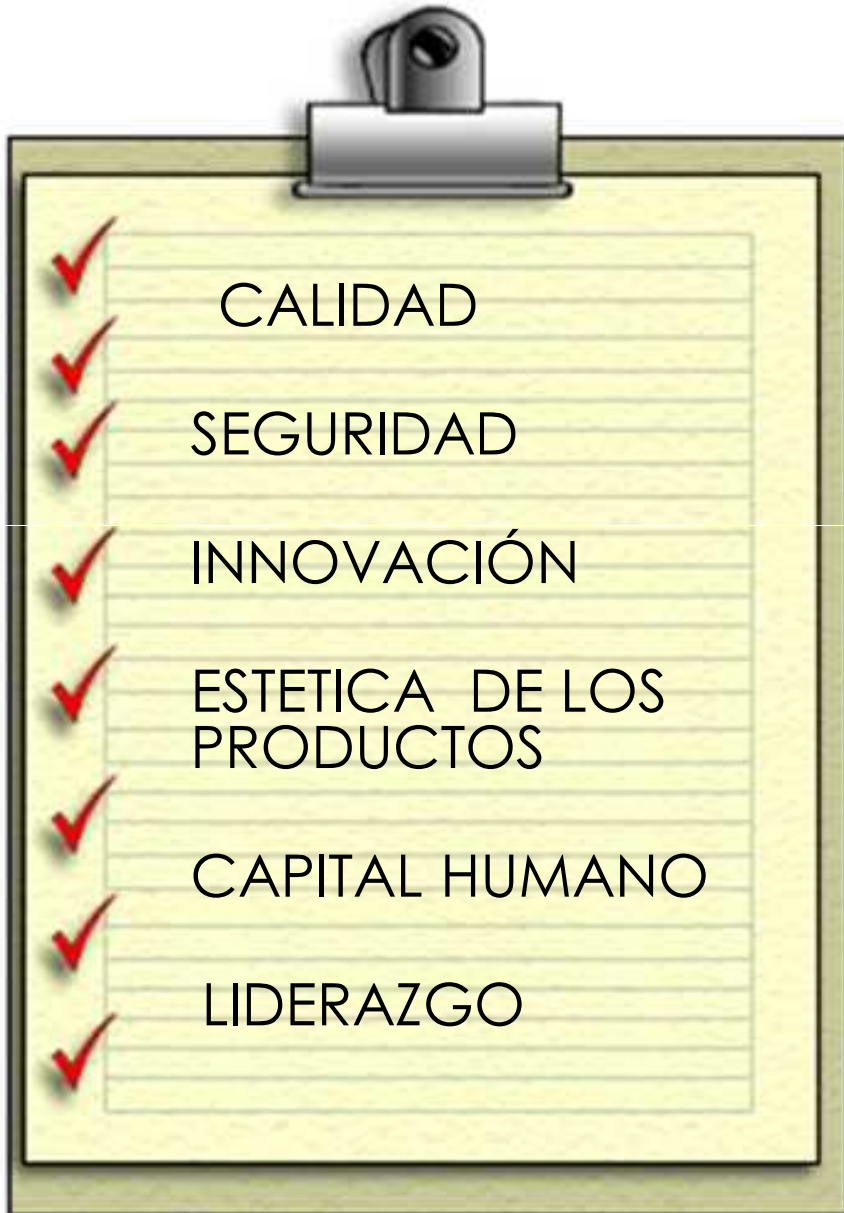 CALIDAD
SEGURIDAD
INNOVACIÓN
ESTETICA DE LOS
PRODUCTOS
CAPITAL HUMANO
LIDERAZGO